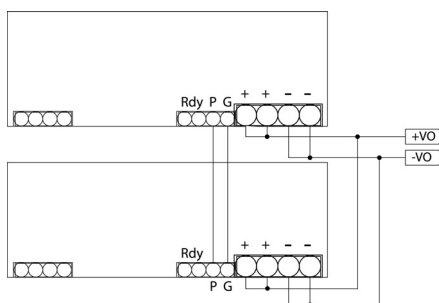 + + – –
Rdy P G
+VO
-VO
+ + – –
Rdy
P G